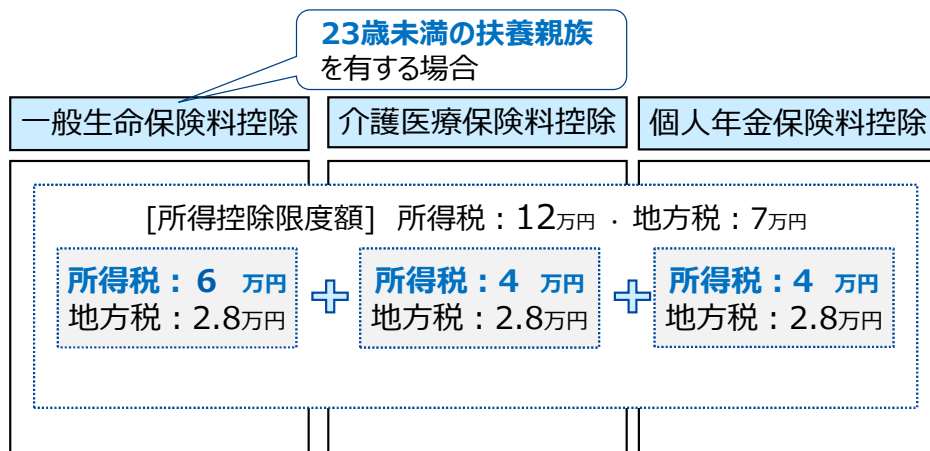 23歳未満の扶養親族
を有する場合
一般生命保険料控除
介護医療保険料控除
個人年金保険料控除
[所得控除限度額] 所得税：12万円 ・ 地方税：7万円
所得税：6 万円
地方税：2.8万円
+
所得税：4 万円
地方税：2.8万円
+
所得税：4 万円
地方税：2.8万円